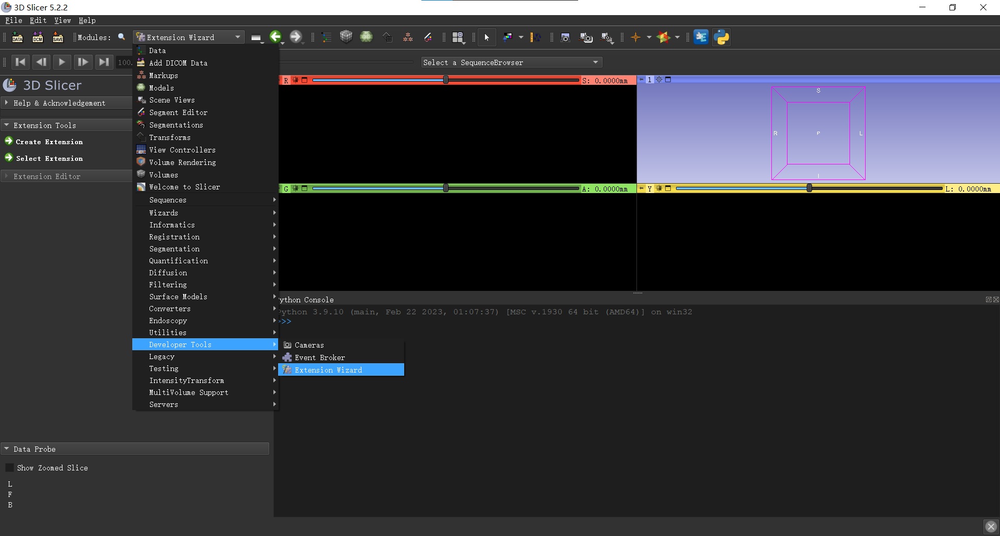 3D Slicer 5.2.2
File Edit View Help
DATA DCM SAVE Modules: Extension Wizard
100.
Select a SequenceBrowser
3D Slicer
Help & Acknowledgement
Extension Tools
Create Extension
Select Extension
Extension Editor
Data
Add DICOM Data
Markups
Models
Scene Views
Segment Editor
Segmentations
Transforms
View Controllers
Volume Rendering
Volumes
Welcome to Slicer
Sequences
Wizards
Informatics
Registration
Segmentation
Quantification
Diffusion
Filtering
Surface Models
Converters
Endoscopy
Utilities
Developer Tools
Legacy
Testing
IntensityTransform
MultiVolume Support
Servers
Cameras
Event Broker
Extension Wizard
R S: 0.0000mm
1
S
R P L
I
G A: 0.0000mm
Y L: 0.0000mm
ython Console
Python 3.9.10 (main, Feb 22 2023, 01:07:37) [MSC v.1930 64 bit (AMD64)] on win32
>>>
Data Probe
Show Zoomed Slice
L
F
B